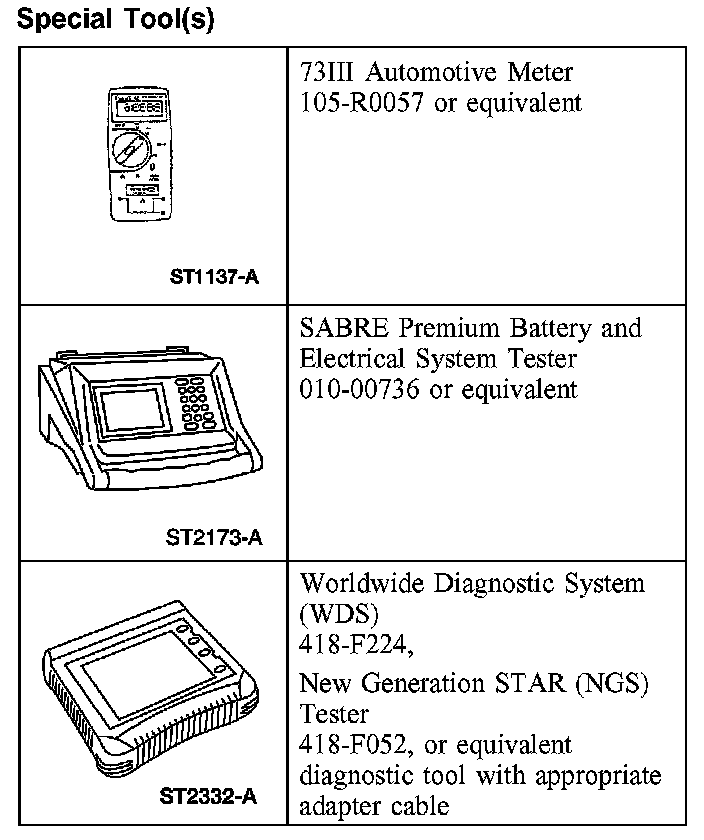 Special Tool(s)
73III Automotive Meter
105-R0057 or equivalent
ST1137-A
SABRE Premium Battery and
Electrical System Tester
010-00736 or equivalent
ST2173-A
Worldwide Diagnostic System
(WDS)
418-F224,
New Generation STAR (NGS)
Tester
418-F052, or equivalent
diagnostic tool with appropriate
adapter cable
ST2332-A